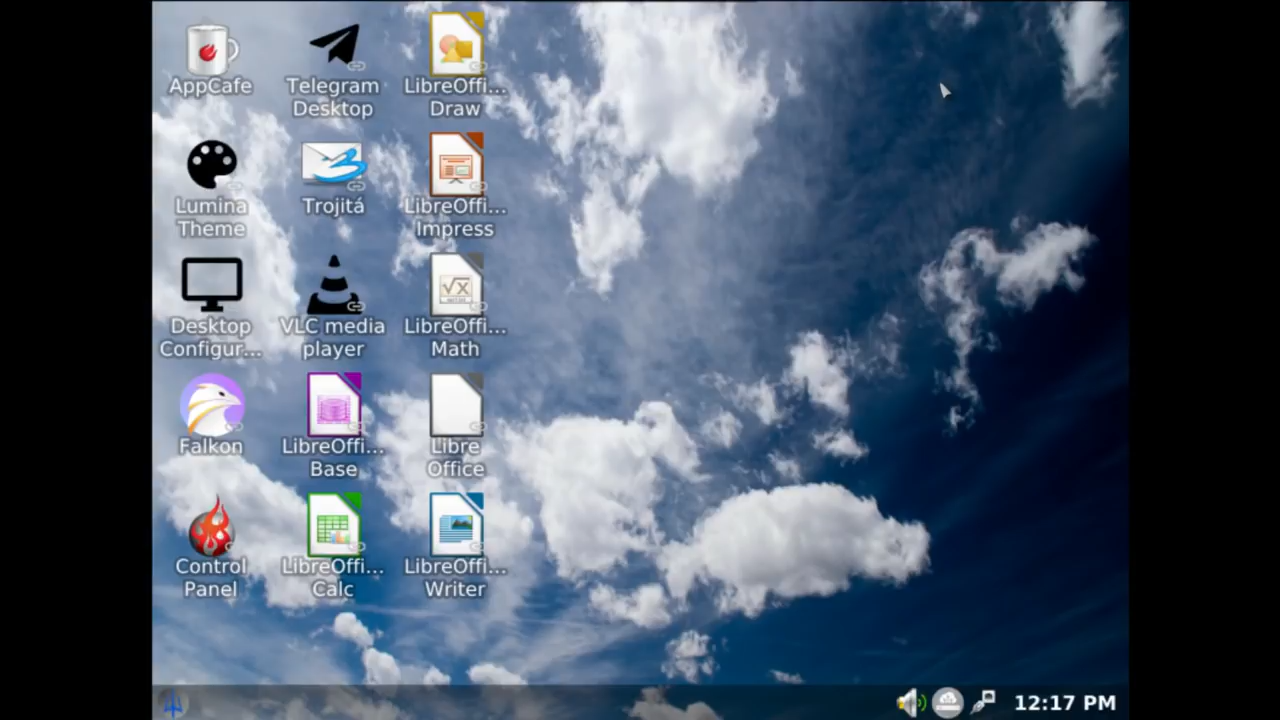 AppCafe
Telegram
Desktop
LibreOffi...
Draw
Lumina
Theme
Trojitá
LibreOffi...
Impress
Desktop
Configur...
VLC media
player
LibreOffi...
Math
Falkon
LibreOffi...
Base
Libre
Office
Control
Panel
LibreOffi...
Calc
LibreOffi...
Writer
12:17 PM